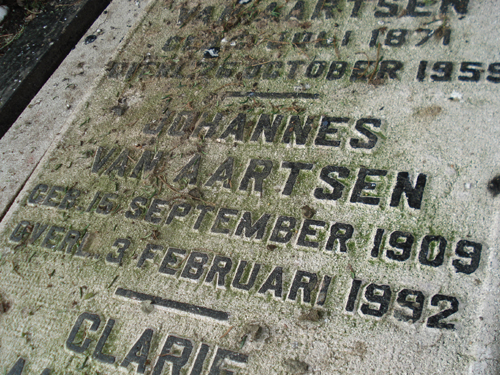 VAN AARTSEN
GEB. JULI 1871
OVERL. 26 OCTOBER 1959
JOHANNES
VAN AARTSEN
GEB. 15 SEPTEMBER 1909
OVERL. 3 FEBRUARI 1992
CLARIE